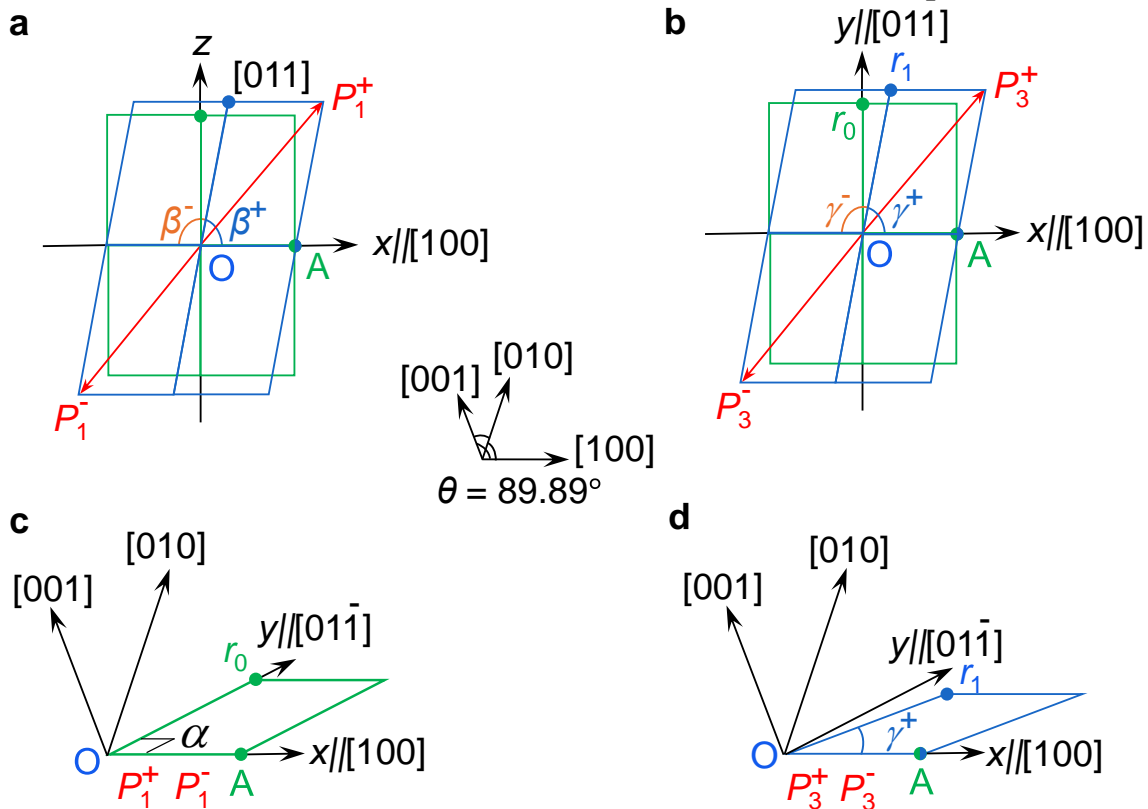 a
z
[011]
P₁⁺
β⁻
β⁺
x//[100]
O
A
P₁⁻
b
y//[011̄]
r₁
P₃⁺
r₀
γ⁻
γ⁺
x//[100]
O
A
P₃⁻
[001]
[010]
[100]
θ = 89.89°
c
[001]
[010]
y//[011̄]
r₀
α
O
x//[100]
P₁⁺ P₁⁻
A
d
[001]
[010]
y//[011̄]
r₁
γ⁺
O
x//[100]
P₃⁺ P₃⁻
A